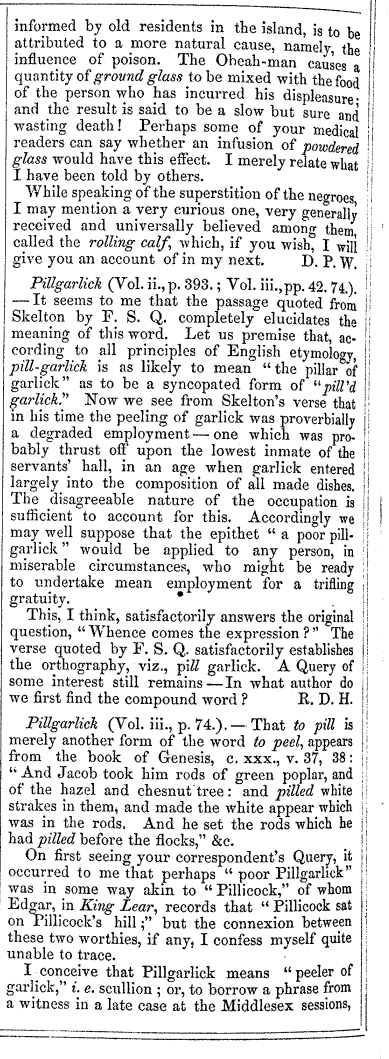 informed by old residents in the island, is to be
attributed to a more natural cause, namely, the
influence of poison. The Obeah-man causes a
quantity of ground glass to be mixed with the food
of the person who has incurred his displeasure;
and the result is said to be a slow but sure and
wasting death! Perhaps some of your medical
readers can say whether an infusion of powdered
glass would have this effect. I merely relate what
I have been told by others.
While speaking of the superstition of the negroes,
I may mention a very curious one, very generally
received and universally believed among them,
called the rolling calf, which, if you wish, I will
give you an account of in my next. D. P. W.
Pillgarlick (Vol. ii., p. 393.; Vol. iii., pp. 42. 74.).
— It seems to me that the passage quoted from
Skelton by F. S. Q. completely elucidates the
meaning of this word. Let us premise that, ac-
cording to all principles of English etymology,
pill-garlick is as likely to mean "the pillar of
garlick" as to be a syncopated form of "pill'd
garlick." Now we see from Skelton's verse that
in his time the peeling of garlick was proverbially
a degraded employment — one which was pro-
bably thrust off upon the lowest inmate of the
servants' hall, in an age when garlick entered
largely into the composition of all made dishes.
The disagreeable nature of the occupation is
sufficient to account for this. Accordingly we
may well suppose that the epithet "a poor pill-
garlick" would be applied to any person, in
miserable circumstances, who might be ready
to undertake mean employment for a trifling
gratuity.
This, I think, satisfactorily answers the original
question, "Whence comes the expression?" The
verse quoted by F. S. Q. satisfactorily establishes
the orthography, viz., pill garlick. A Query of
some interest still remains — In what author do
we first find the compound word? R. D. H.
Pillgarlick (Vol. iii., p. 74.). — That to pill is
merely another form of the word to peel, appears
from the book of Genesis, c. xxx., v. 37, 38:
"And Jacob took him rods of green poplar, and
of the hazel and chesnut tree: and pilled white
strakes in them, and made the white appear which
was in the rods. And he set the rods which he
had pilled before the flocks," &c.
On first seeing your correspondent's Query, it
occurred to me that perhaps "poor Pillgarlick"
was in some way akin to "Pillicock," of whom
Edgar, in King Lear, records that "Pillicock sat
on Pillicock's hill;" but the connexion between
these two worthies, if any, I confess myself quite
unable to trace.
I conceive that Pillgarlick means "peeler of
garlick," i. e. scullion; or, to borrow a phrase from
a witness in a late case at the Middlesex sessions,